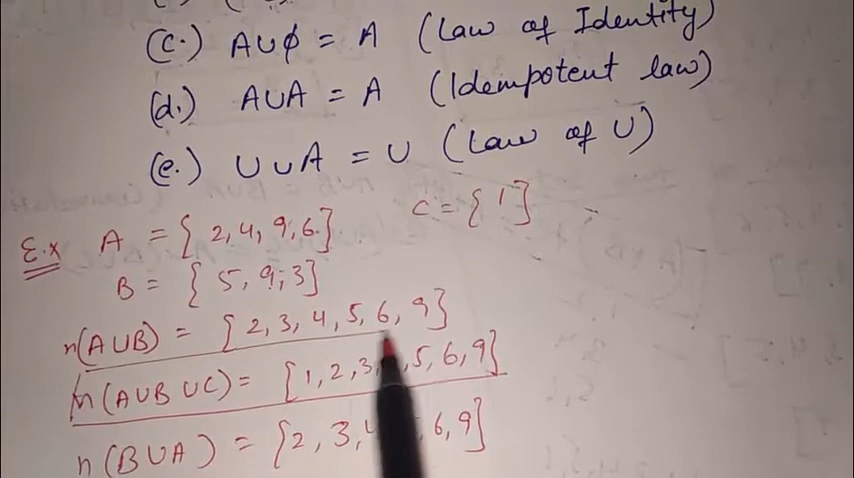 (C.) A∪ϕ = A (Law of Identity)
(d.) A∪A = A (Idempotent law)
(e.) U∪A = U (Law of U)
C = { 1 }
E.x A = { 2, 4, 9, 6. }
B = { 5, 9, 3 }
n(A∪B) = { 2, 3, 4, 5, 6, 9 }
n(A∪B∪C) = { 1, 2, 3, 5, 6, 9 }
n(B∪A) = { 2, 3, 4 6, 9 }